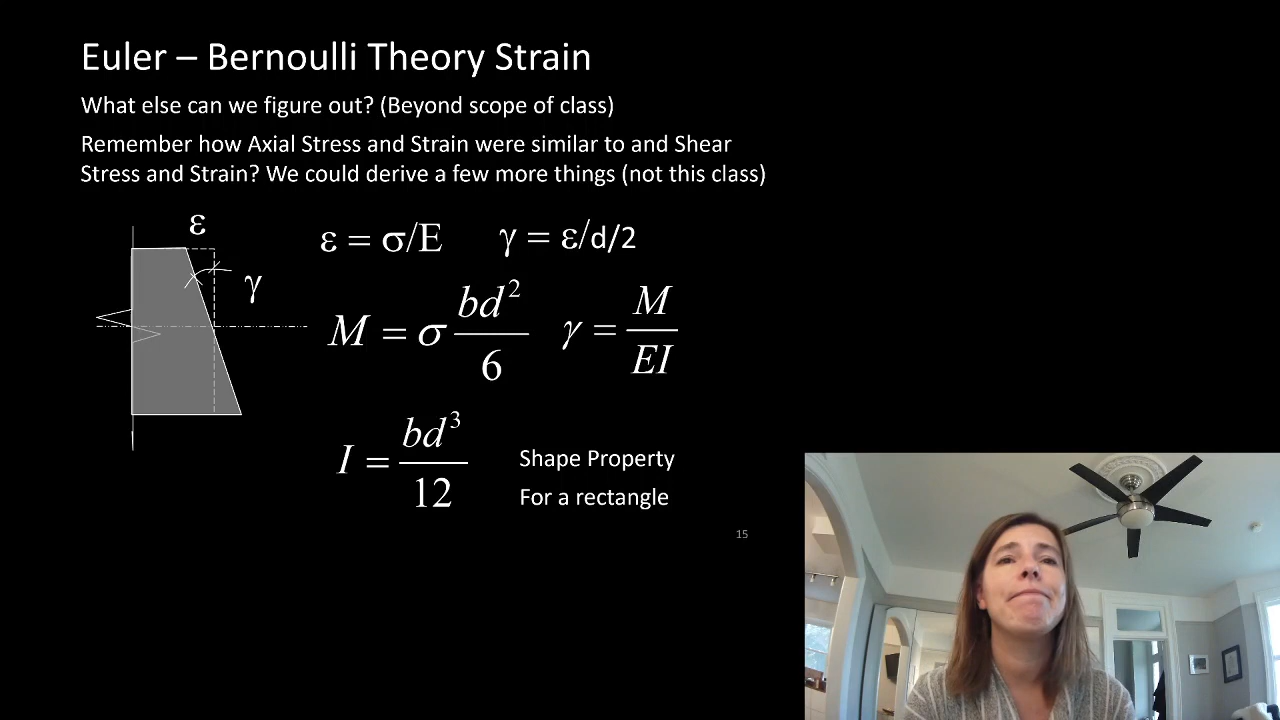 Euler – Bernoulli Theory Strain
What else can we figure out? (Beyond scope of class)
Remember how Axial Stress and Strain were similar to and Shear
Stress and Strain? We could derive a few more things (not this class)
ε
γ
ε = σ/E γ = ε/d/2
M = σ bd²/6 γ = M/EI
I = bd³/12
Shape Property
For a rectangle
15